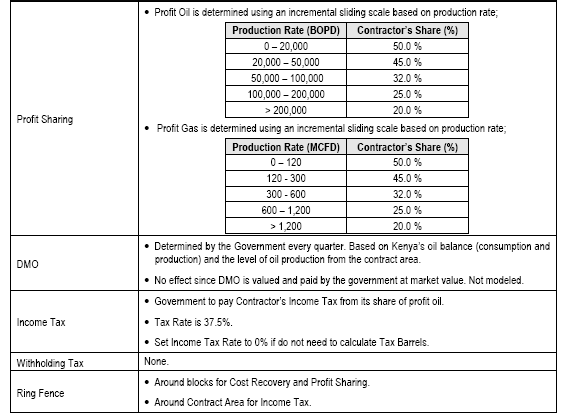 Profit Sharing
• Profit Oil is determined using an incremental sliding scale based on production rate;
Production Rate (BOPD) Contractor's Share (%)
0 – 20,000 50.0 %
20,000 – 50,000 45.0 %
50,000 – 100,000 32.0 %
100,000 – 200,000 25.0 %
> 200,000 20.0 %
• Profit Gas is determined using an incremental sliding scale based on production rate;
Production Rate (MCFD) Contractor's Share (%)
0 – 120 50.0 %
120 - 300 45.0 %
300 - 600 32.0 %
600 – 1,200 25.0 %
> 1,200 20.0 %
DMO
• Determined by the Government every quarter. Based on Kenya's oil balance (consumption and
production) and the level of oil production from the contract area.
• No effect since DMO is valued and paid by the government at market value. Not modeled.
Income Tax
• Government to pay Contractor's Income Tax from its share of profit oil.
• Tax Rate is 37.5%.
• Set Income Tax Rate to 0% if do not need to calculate Tax Barrels.
Withholding Tax None.
Ring Fence
• Around blocks for Cost Recovery and Profit Sharing.
• Around Contract Area for Income Tax.